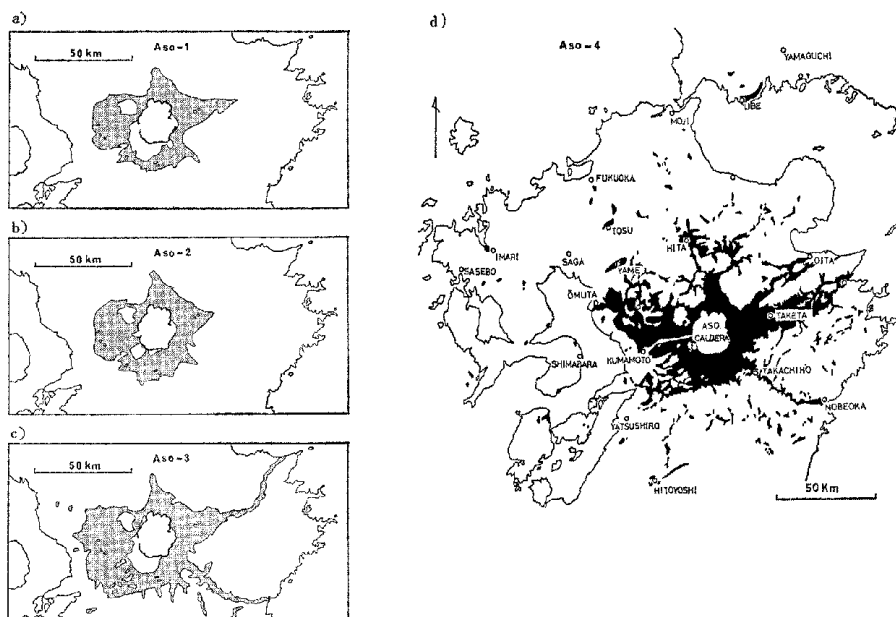 a)
Aso-1
50 km
b)
Aso-2
50 km
c)
Aso-3
50 km
d)
Aso-4
YAMAGUCHI
UBE
MOJI
FUKUOKA
TOSU
HITA
OITA
IMARI
SAGA
YAME
SASEBO
ŌMUTA
TAKETA
ASO
CALDERA
KUMAMOTO
SHIMABARA
TAKACHIHO
NOBEOKA
YATSUSHIRO
HITOYOSHI
50 Km